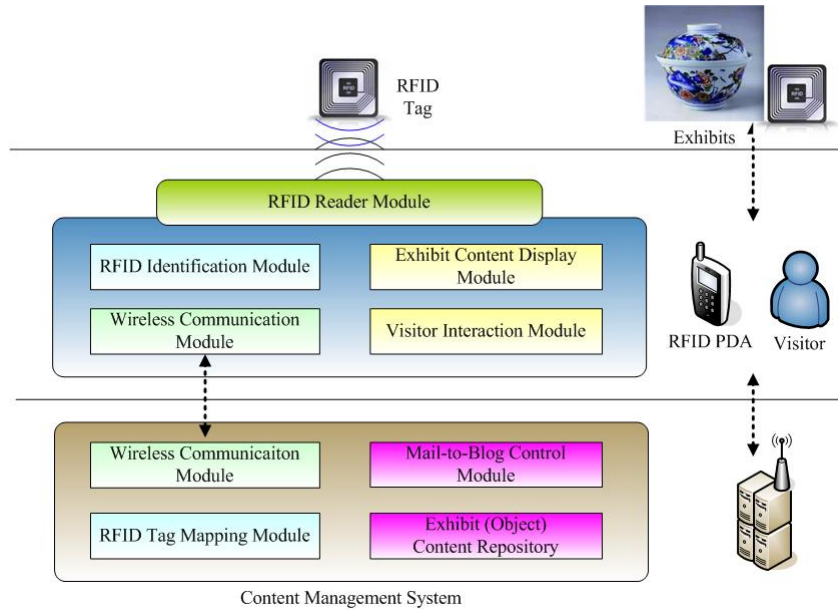 RFID
Tag
RFID
RFID
Exhibits
RFID Reader Module
RFID Identification Module
Exhibit Content Display
Module
Wireless Communication
Module
Visitor Interaction Module
RFID PDA
Visitor
Wireless Communicaiton
Module
Mail-to-Blog Control
Module
RFID Tag Mapping Module
Exhibit (Object)
Content Repository
Content Management System